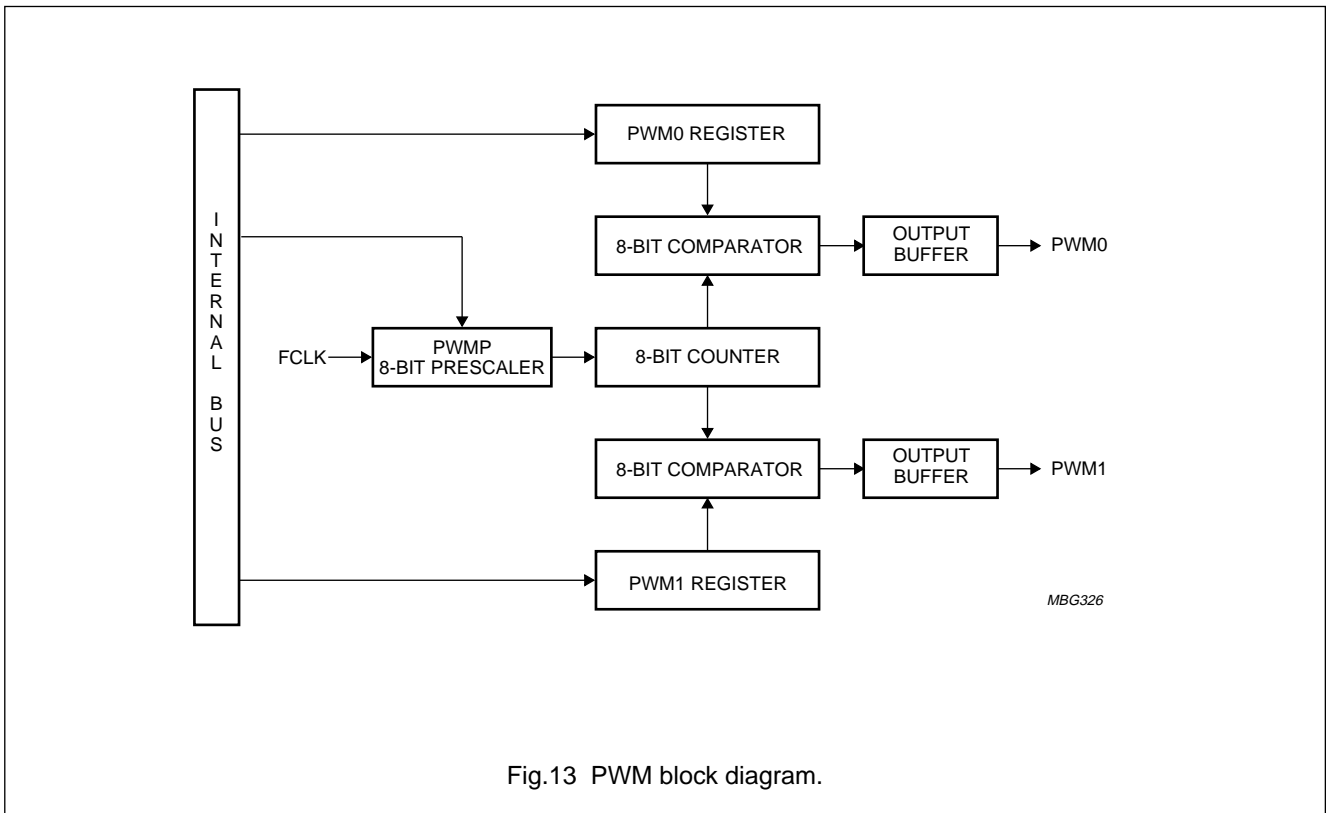 INTERNAL BUS
PWM0 REGISTER
8-BIT COMPARATOR
OUTPUT
BUFFER
PWM0
FCLK
PWMP
8-BIT PRESCALER
8-BIT COUNTER
8-BIT COMPARATOR
OUTPUT
BUFFER
PWM1
PWM1 REGISTER
MBG326
Fig.13 PWM block diagram.